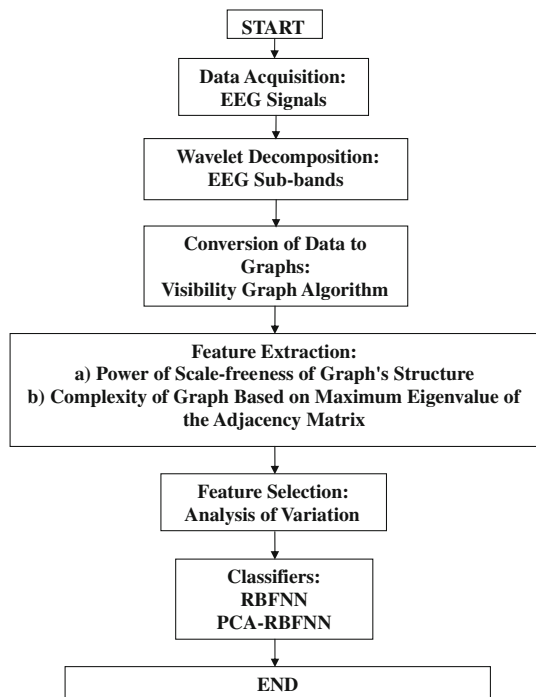 START
Data Acquisition:
EEG Signals
Wavelet Decomposition:
EEG Sub-bands
Conversion of Data to
Graphs:
Visibility Graph Algorithm
Feature Extraction:
a) Power of Scale-freeness of Graph's Structure
b) Complexity of Graph Based on Maximum Eigenvalue of
the Adjacency Matrix
Feature Selection:
Analysis of Variation
Classifiers:
RBFNN
PCA-RBFNN
END